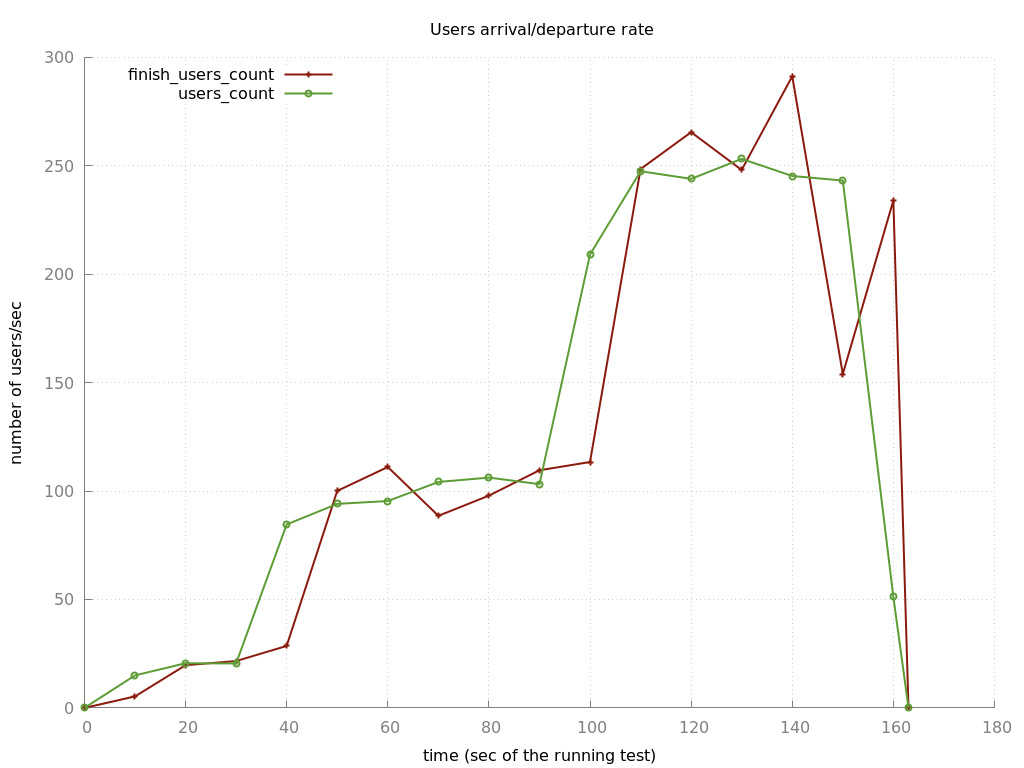 Users arrival/departure rate
finish_users_count
users_count
300
250
200
150
100
50
0
0 20 40 60 80 100 120 140 160 180
number of users/sec
time (sec of the running test)